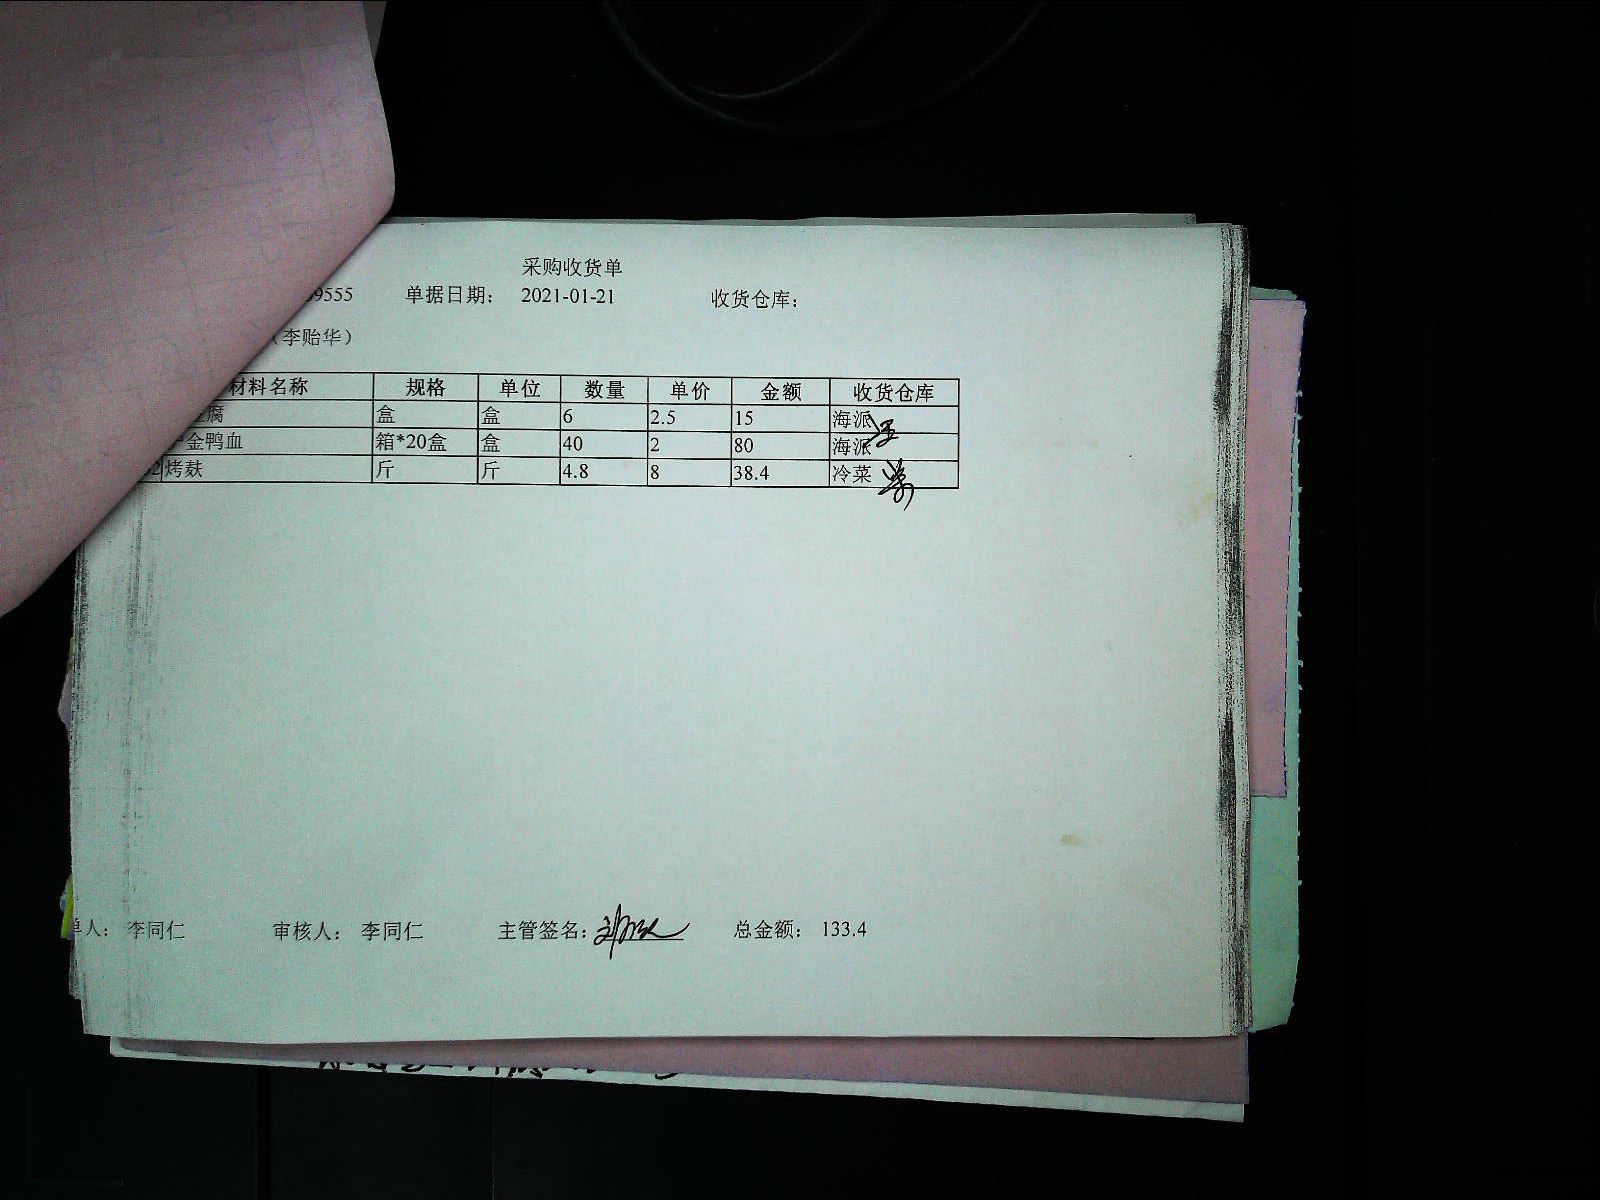 采购收货单
9555 单据日期： 2021-01-21 收货仓库：
（李贻华）
材料名称 规格 单位 数量 单价 金额 收货仓库
腐 盒 盒 6 2.5 15 海派
金鸭血 箱*20盒 盒 40 2 80 海派
2 烤麸 斤 斤 4.8 8 38.4 冷菜
单人： 李同仁 审核人： 李同仁 主管签名： 总金额： 133.4